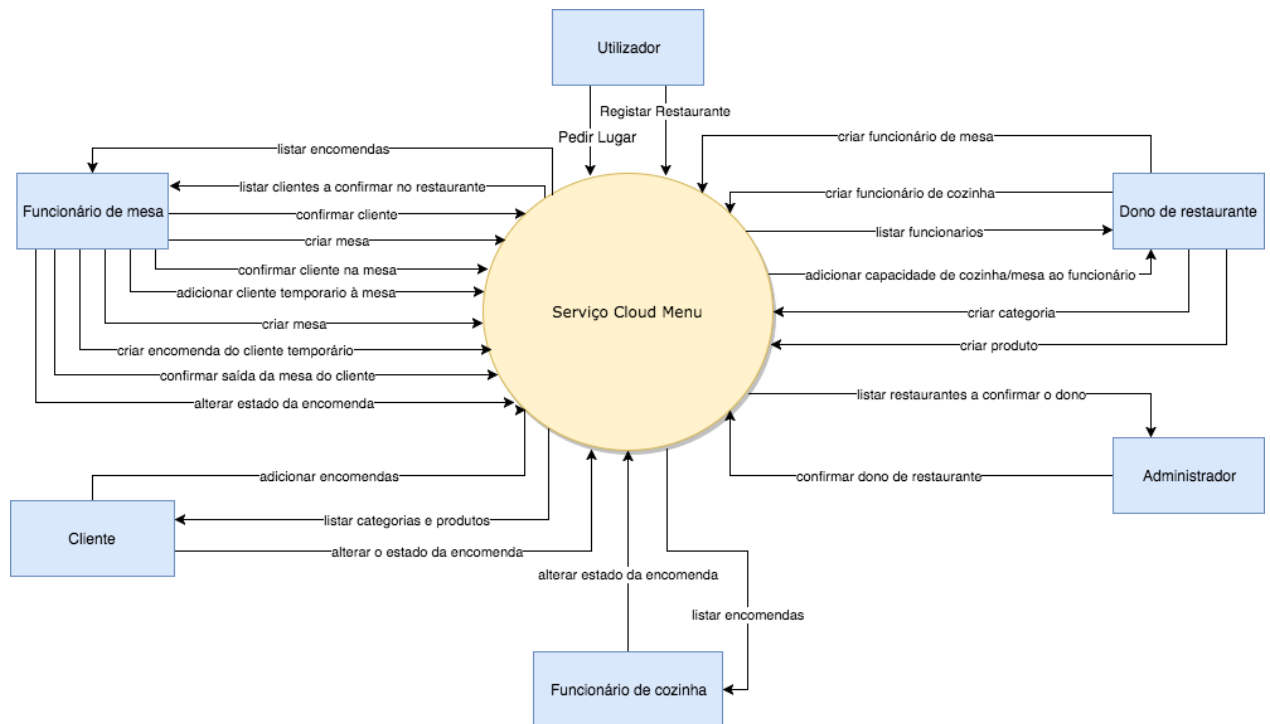 Utilizador
Registar Restaurante
Pedir Lugar
criar funcionário de mesa
listar encomendas
listar clientes a confirmar no restaurante
criar funcionário de cozinha
Funcionário de mesa
confirmar cliente
Dono de restaurante
listar funcionarios
criar mesa
confirmar cliente na mesa
adicionar capacidade de cozinha/mesa ao funcionário
adicionar cliente temporario à mesa
Serviço Cloud Menu
criar categoria
criar mesa
criar produto
criar encomenda do cliente temporário
confirmar saída da mesa do cliente
listar restaurantes a confirmar o dono
alterar estado da encomenda
adicionar encomendas
confirmar dono de restaurante
Administrador
listar categorias e produtos
Cliente
alterar o estado da encomenda
alterar estado da encomenda
listar encomendas
Funcionário de cozinha